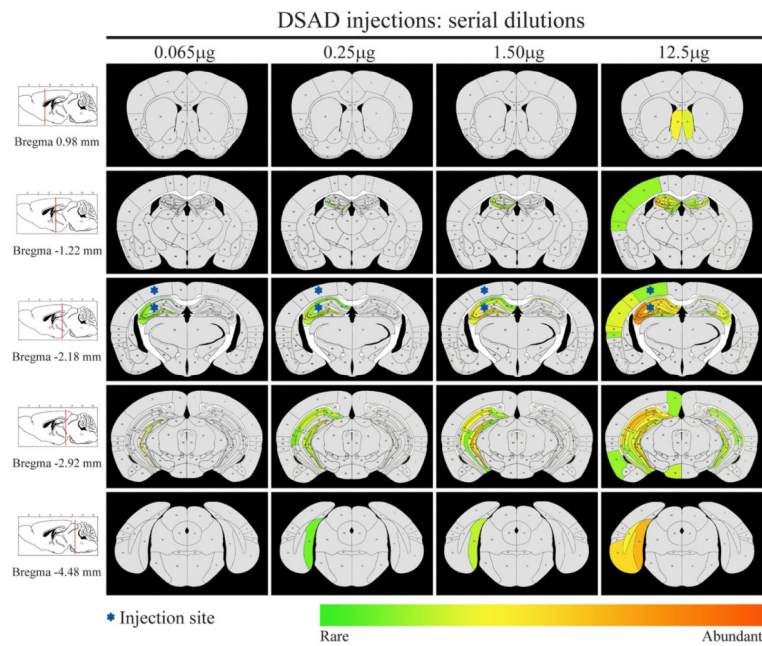 DSAD injections: serial dilutions
0.065µg 0.25µg 1.50µg 12.5µg
Bregma 0.98 mm
Bregma -1.22 mm
Bregma -2.18 mm
Bregma -2.92 mm
Bregma -4.48 mm
Injection site
Rare Abundant